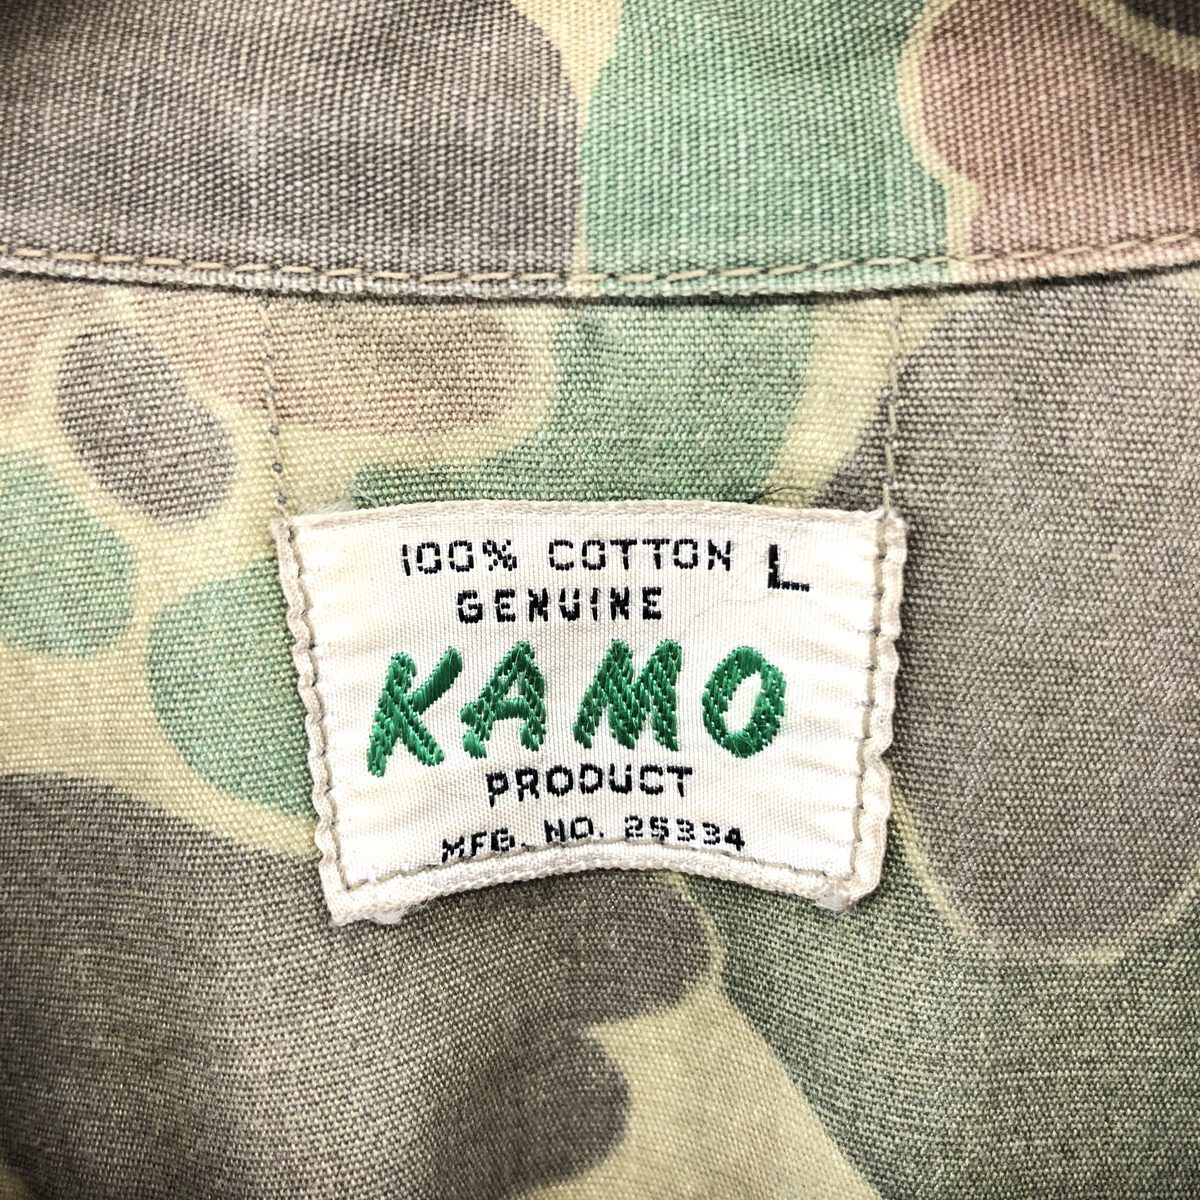 100% COTTON L
GENUINE
KAMO
PRODUCT
MFG. NO. 25334